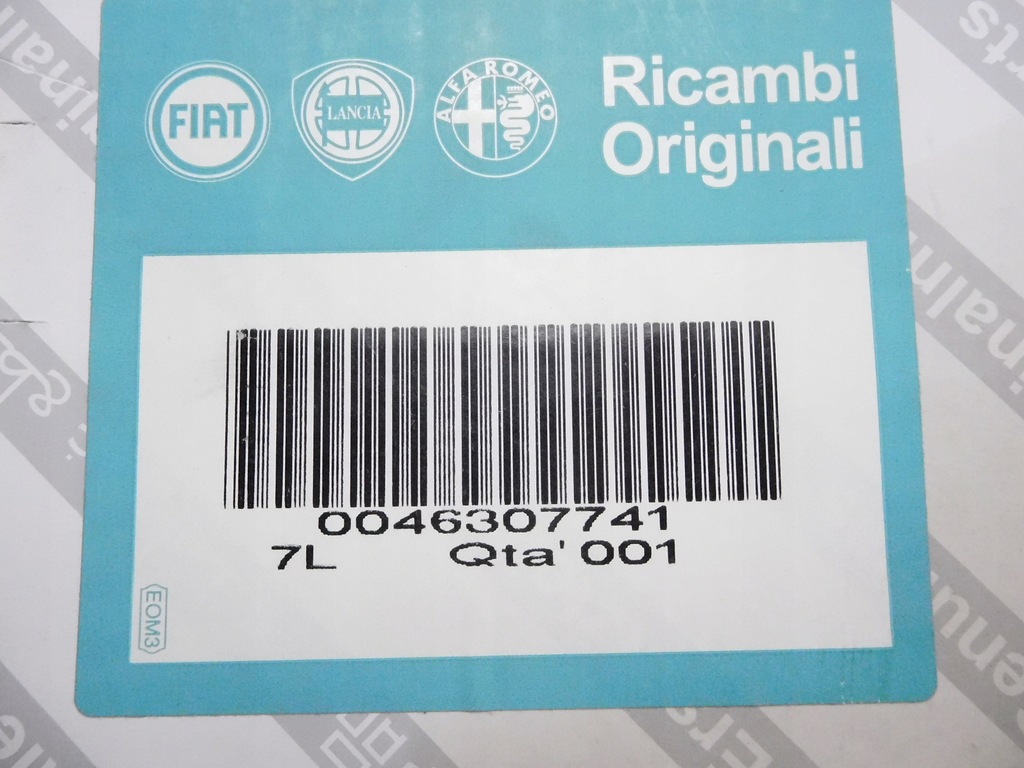 FIAT
LANCIA
ALFA ROMEO
Ricambi
Originali
0046307741
7L Qta' 001
EOM3